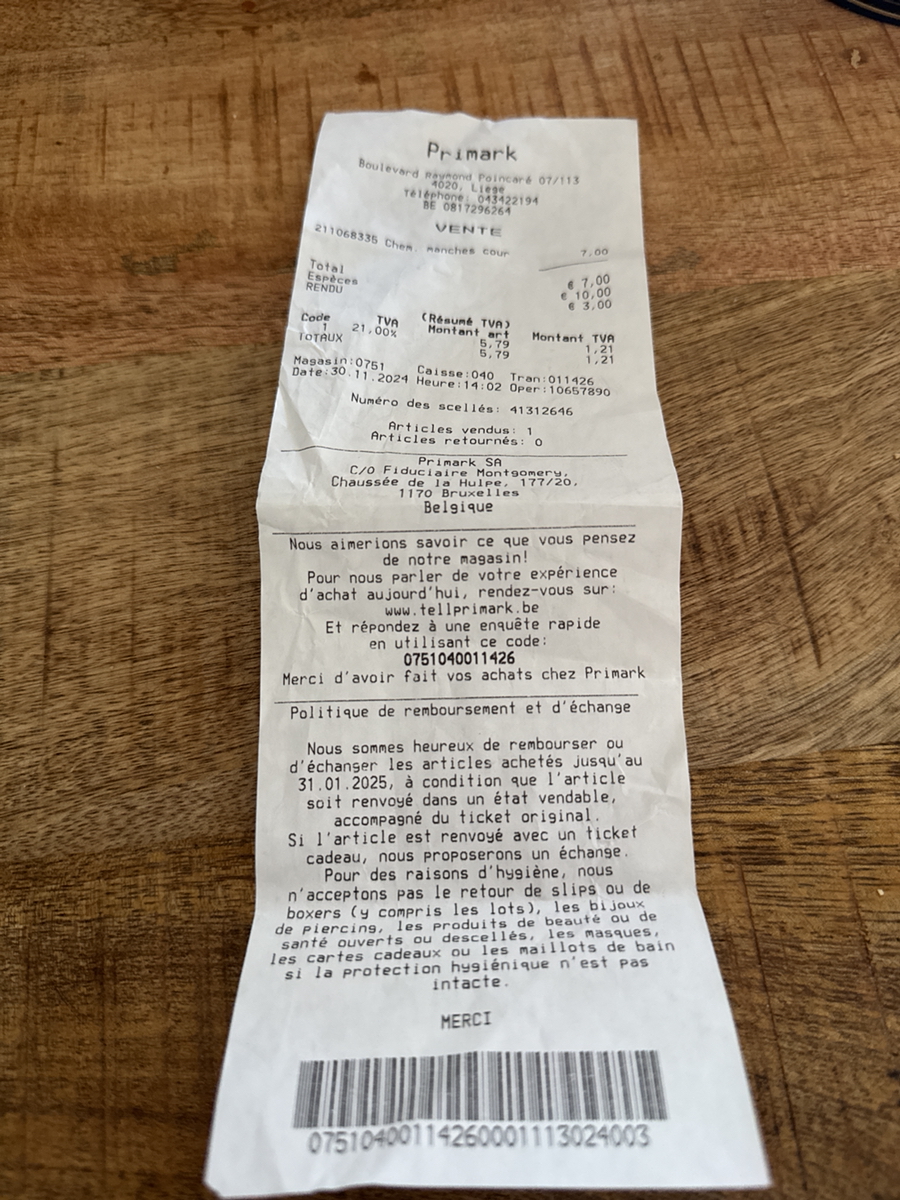 Primark
Boulevard Raymond Poincaré 07/113
4020, Liège
Téléphone: 043422194
BE 0817296264
VENTE
211068335 Chem. manches cour 7,00
Total € 7,00
Espèces € 10,00
RENDU € 3,00
(Résumé TVA)
Code TVA Montant art Montant TVA
1 21,00% 5,79 1,21
TOTAUX 5,79 1,21
Magasin:0751 Caisse:040 Tran:011426
Date:30.11.2024 Heure:14:02 Oper:10657890
Numéro des scellés: 41312646
Articles vendus: 1
Articles retournés: 0
Primark SA
C/O Fiduciaire Montgomery,
Chaussée de la Hulpe, 177/20,
1170 Bruxelles
Belgique
Nous aimerions savoir ce que vous pensez
de notre magasin!
Pour nous parler de votre expérience
d'achat aujourd'hui, rendez-vous sur:
www.tellprimark.be
Et répondez à une enquête rapide
en utilisant ce code:
0751040011426
Merci d'avoir fait vos achats chez Primark
Politique de remboursement et d'échange
Nous sommes heureux de rembourser ou
d'échanger les articles achetés jusqu'au
31.01.2025, à condition que l'article
soit renvoyé dans un état vendable,
accompagné du ticket original.
Si l'article est renvoyé avec un ticket
cadeau, nous proposerons un échange.
Pour des raisons d'hygiène, nous
n'acceptons pas le retour de slips ou de
boxers (y compris les lots), les bijoux
de piercing, les produits de beauté ou de
santé ouverts ou descellés, les masques,
les cartes cadeaux ou les maillots de bain
si la protection hygiénique n'est pas
intacte.
MERCI
07510400114260001113024003